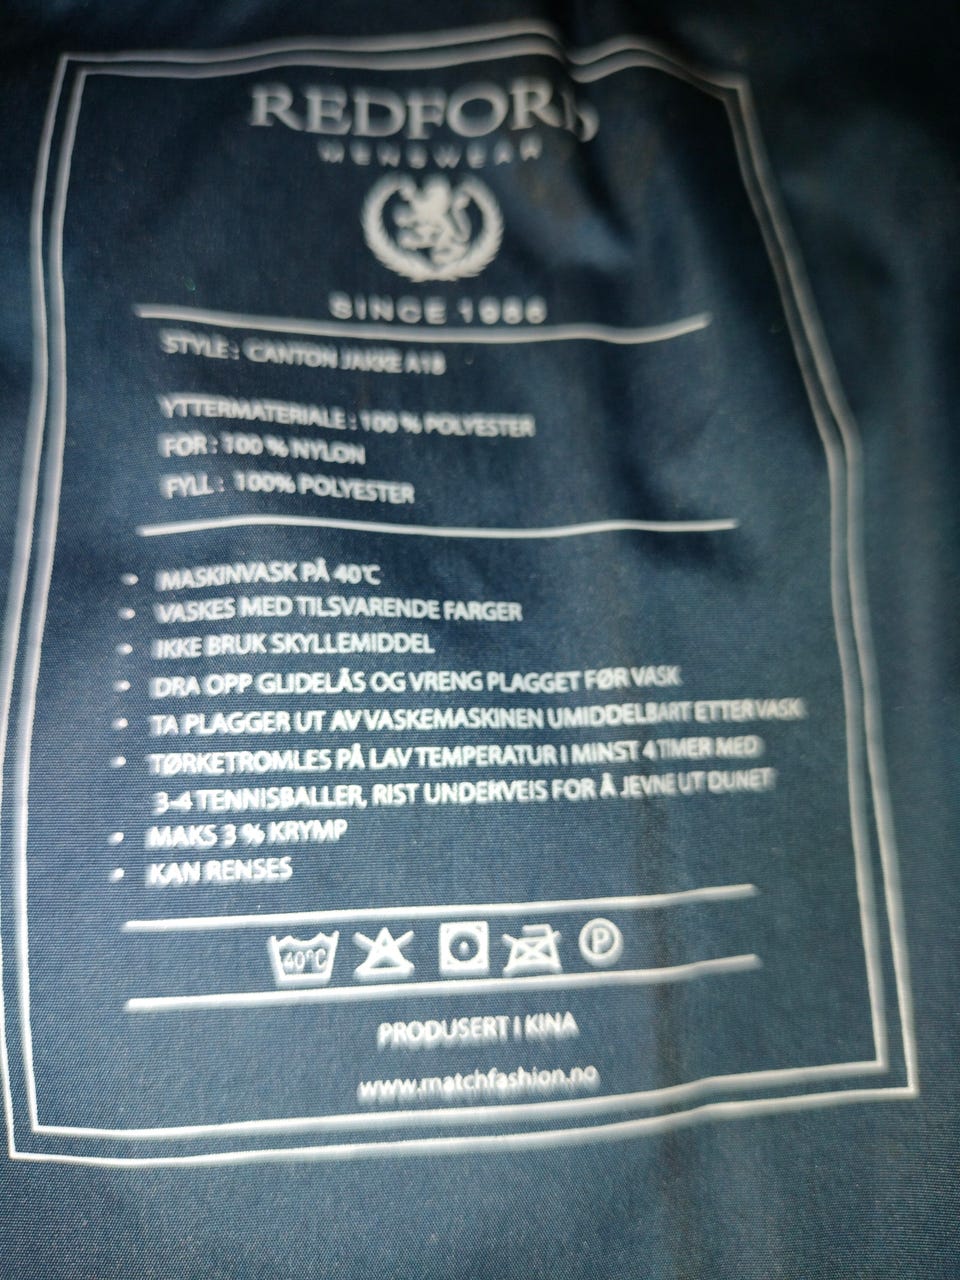 REDFORD
MENSWEAR
SINCE 1986
STYLE : CANTON JAKKE A18
YTTERMATERIALE : 100 % POLYESTER
FOR : 100 % NYLON
FYLL : 100% POLYESTER
• MASKINVASK PÅ 40°C
• VASKES MED TILSVARENDE FARGER
• IKKE BRUK SKYLLEMIDDEL
• DRA OPP GLIDELÅS OG VRENG PLAGGET FØR VASK
• TA PLAGGER UT AV VASKEMASKINEN UMIDDELBART ETTER VASK
• TØRKETROMLES PÅ LAV TEMPERATUR I MINST 4 TIMER MED
3-4 TENNISBALLER, RIST UNDERVEIS FOR Å JEVNE UT DUNET
• MAKS 3 % KRYMP
• KAN RENSES
40°C P
PRODUSERT I KINA
www.matchfashion.no